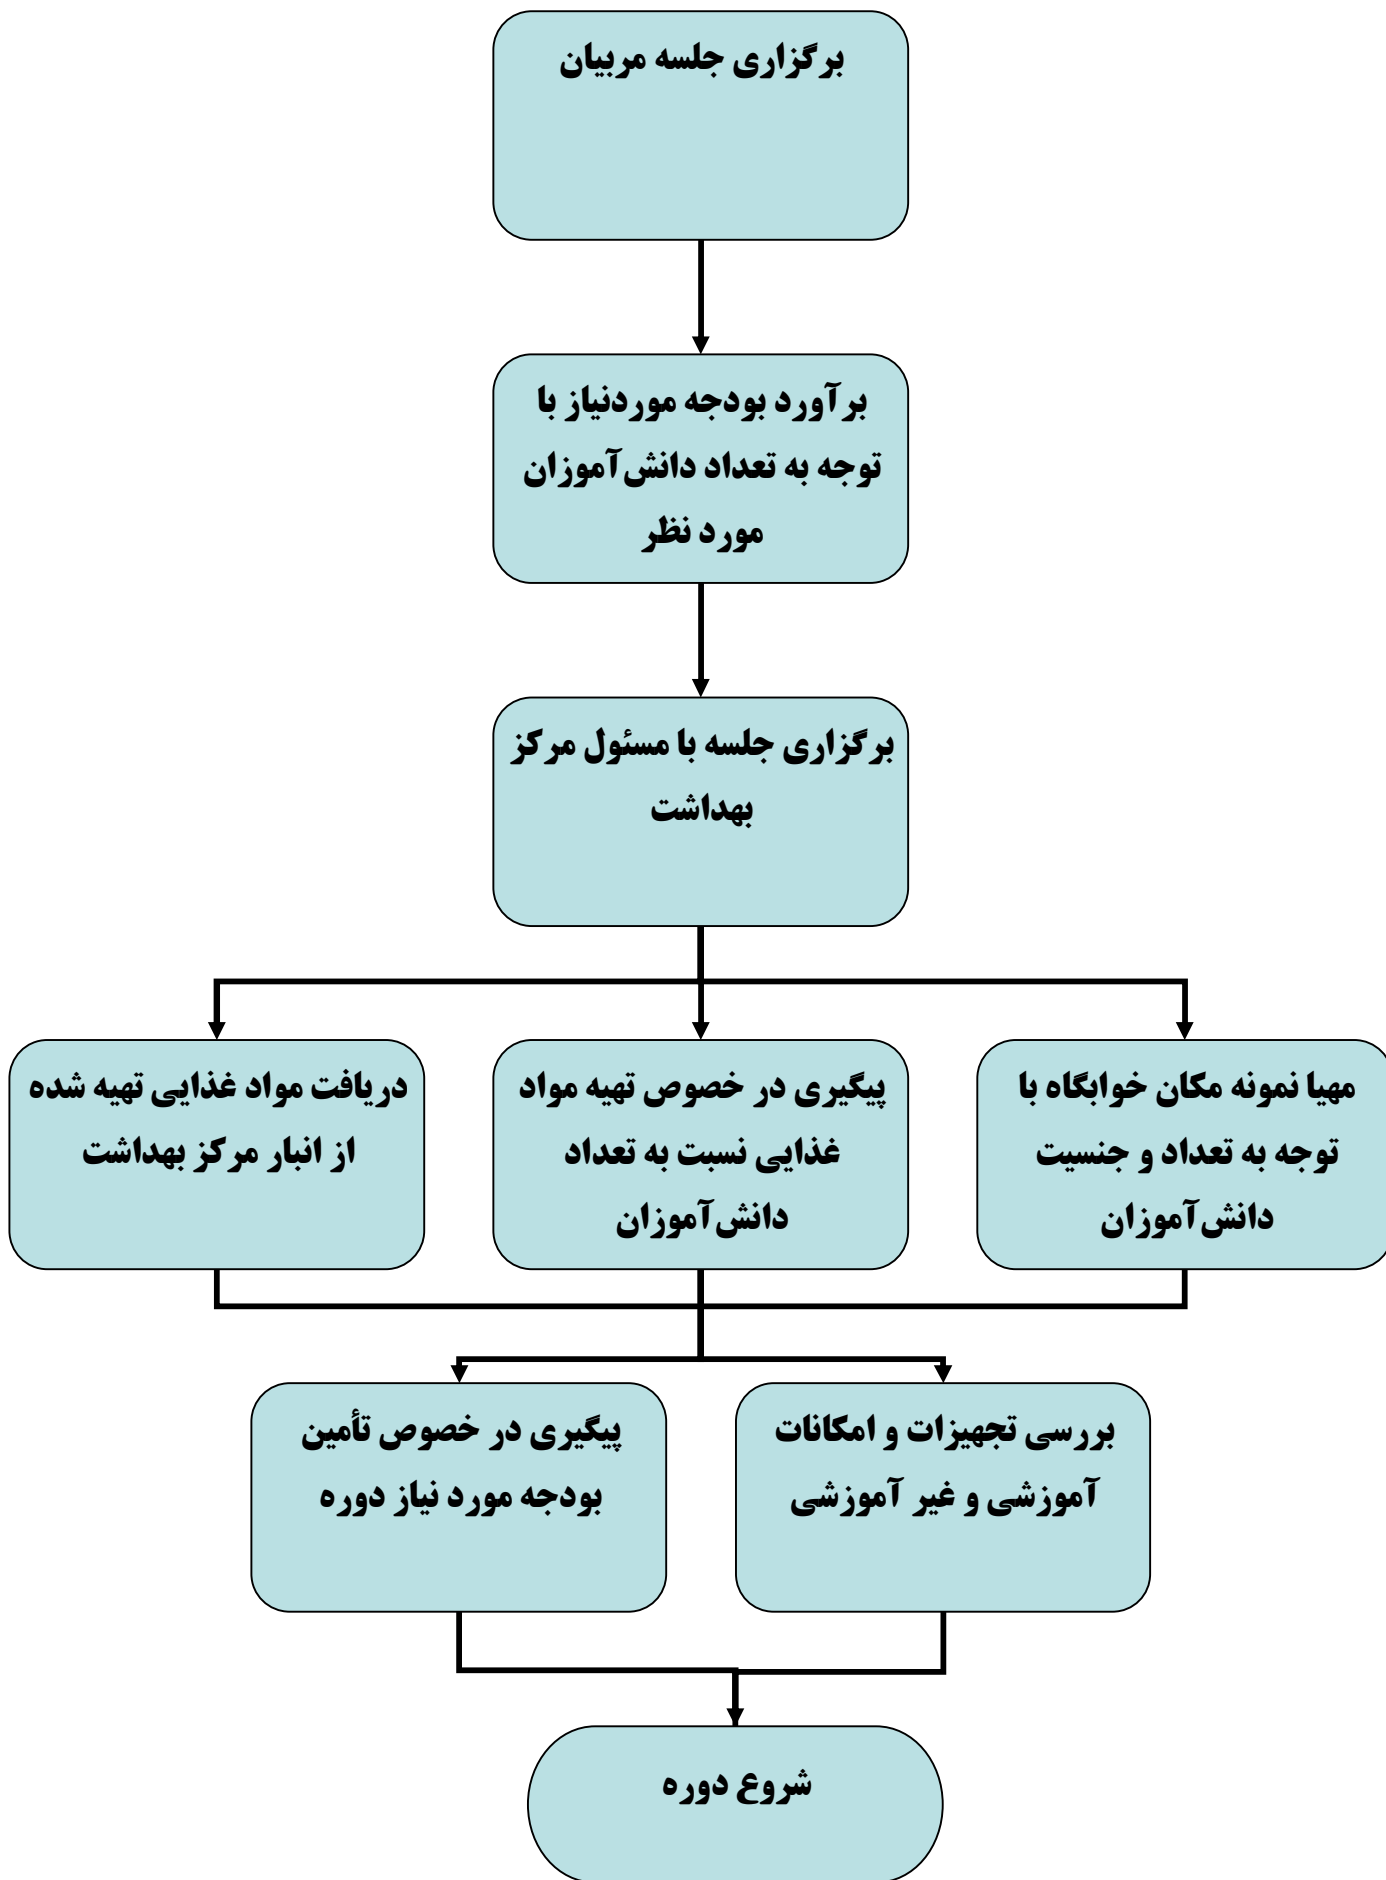 برگزاری جلسه مربیان
برآورد بودجه موردنیاز با
توجه به تعداد دانش‌آموزان
مورد نظر
برگزاری جلسه با مسئول مرکز
بهداشت
مهیا نمونه مکان خوابگاه با
توجه به تعداد و جنسیت
دانش‌آموزان
پیگیری در خصوص تهیه مواد
غذایی نسبت به تعداد
دانش‌آموزان
دریافت مواد غذایی تهیه شده
از انبار مرکز بهداشت
بررسی تجهیزات و امکانات
آموزشی و غیر آموزشی
پیگیری در خصوص تأمین
بودجه مورد نیاز دوره
شروع دوره